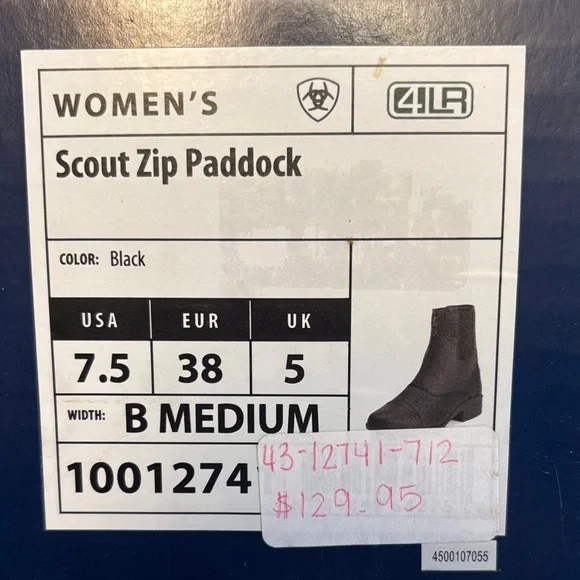 WOMEN'S
4LR
Scout Zip Paddock
COLOR: Black
USA EUR UK
7.5 38 5
WIDTH: B MEDIUM
1001274
43-12741-712
$129.95
4500107055